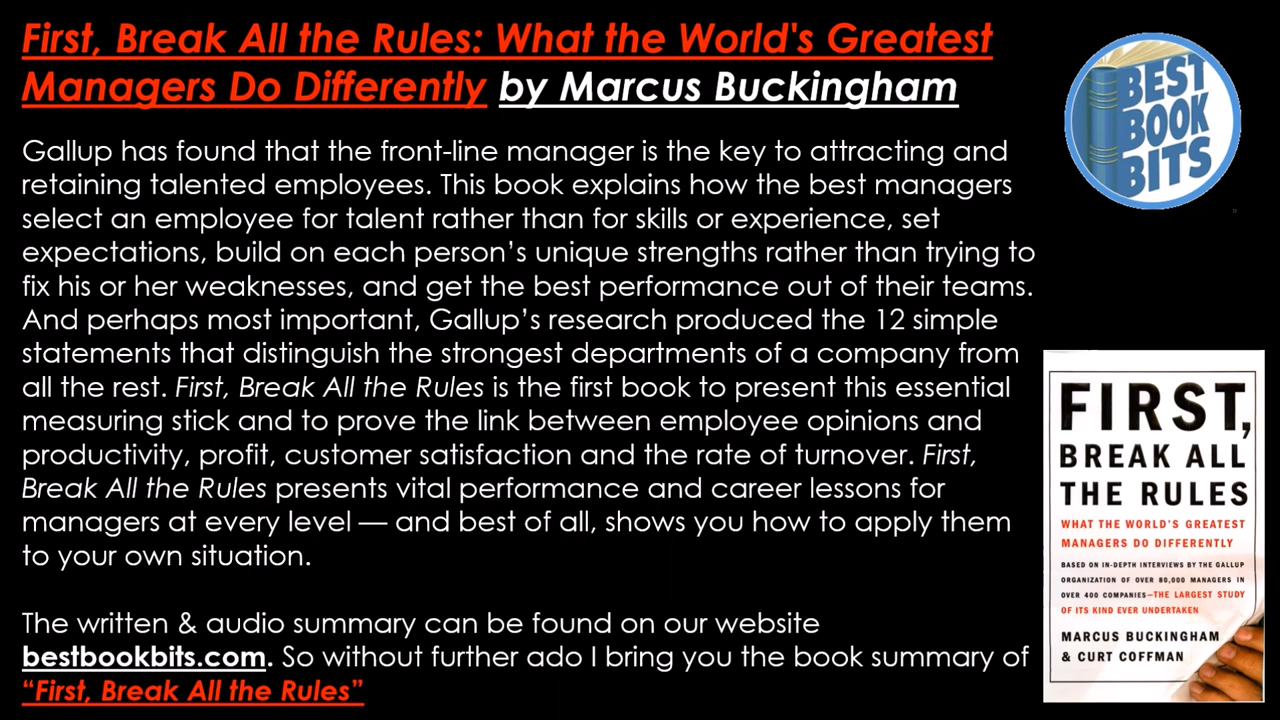 First, Break All the Rules: What the World's Greatest
Managers Do Differently by Marcus Buckingham
BEST
BOOK
BITS
Gallup has found that the front-line manager is the key to attracting and
retaining talented employees. This book explains how the best managers
select an employee for talent rather than for skills or experience, set
expectations, build on each person’s unique strengths rather than trying to
fix his or her weaknesses, and get the best performance out of their teams.
And perhaps most important, Gallup’s research produced the 12 simple
statements that distinguish the strongest departments of a company from
all the rest. First, Break All the Rules is the first book to present this essential
measuring stick and to prove the link between employee opinions and
productivity, profit, customer satisfaction and the rate of turnover. First,
Break All the Rules presents vital performance and career lessons for
managers at every level — and best of all, shows you how to apply them
to your own situation.
The written & audio summary can be found on our website
bestbookbits.com. So without further ado I bring you the book summary of
“First, Break All the Rules”
FIRST,
BREAK ALL
THE RULES
WHAT THE WORLD'S GREATEST
MANAGERS DO DIFFERENTLY
BASED ON IN-DEPTH INTERVIEWS BY THE GALLUP
ORGANIZATION OF OVER 80,000 MANAGERS IN
OVER 400 COMPANIES—THE LARGEST STUDY
OF ITS KIND EVER UNDERTAKEN
MARCUS BUCKINGHAM
& CURT COFFMAN